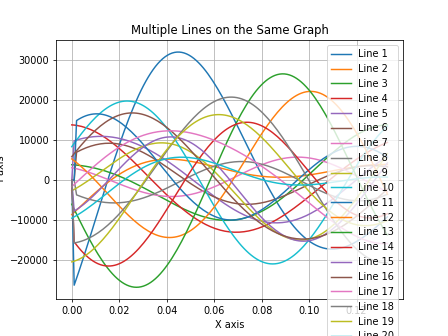 Multiple Lines on the Same Graph
30000
20000
10000
0
−10000
−20000
0.00
0.02
0.04
0.06
0.08
0.10
X axis
Line 1
Line 2
Line 3
Line 4
Line 5
Line 6
Line 7
Line 8
Line 9
Line 10
Line 11
Line 12
Line 13
Line 14
Line 15
Line 16
Line 17
Line 18
Line 19
Line 20